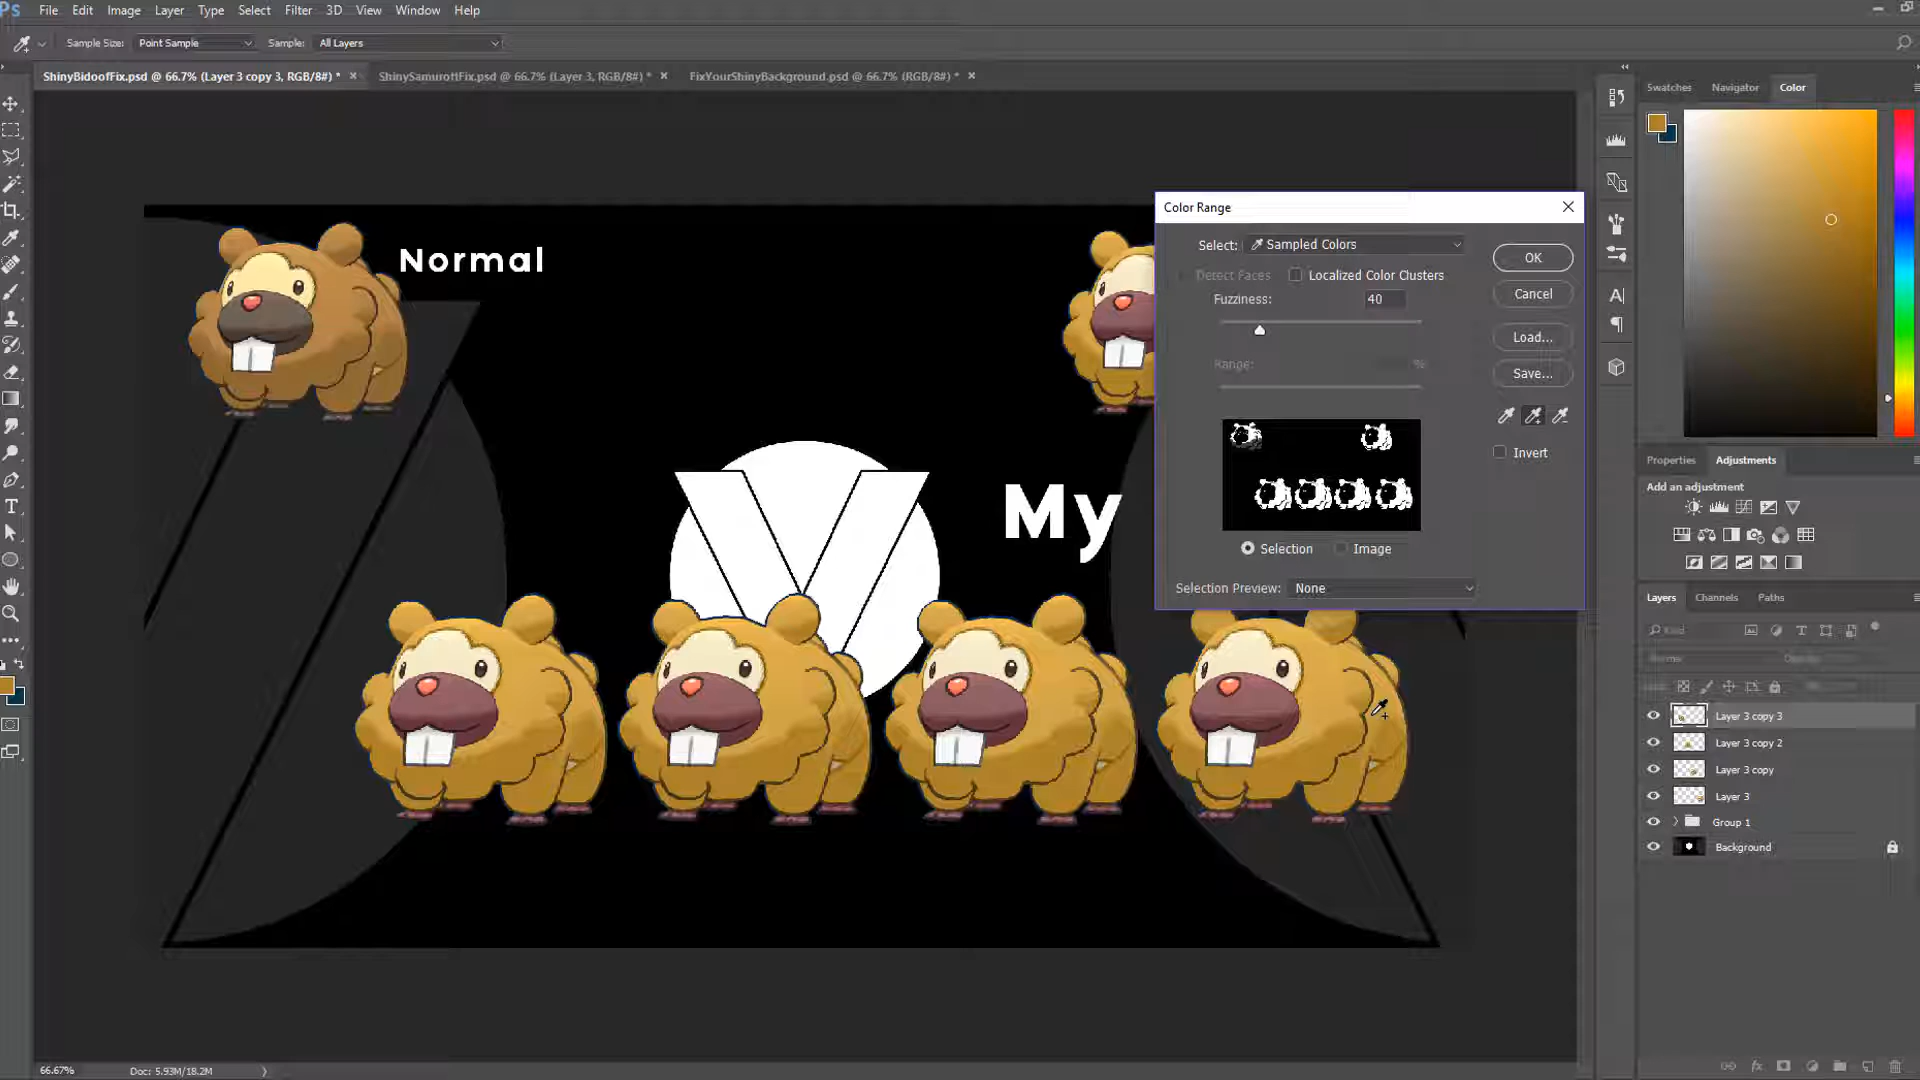 Ps File Edit Image Layer Type Select Filter 3D View Window Help
Sample Size: Point Sample Sample: All Layers
ShinyBidoofFix.psd @ 66.7% (Layer 3 copy 3, RGB/8#) * ShinySamurottFix.psd @ 66.7% (Layer 3, RGB/8#) * FixYourShinyBackground.psd @ 66.7% (RGB/8#) *
Swatches Navigator Color
Normal
My
Color Range
Select: Sampled Colors
OK
Detect Faces Localized Color Clusters
Fuzziness: 40
Cancel
Load...
Range: %
Save...
Invert
Selection Image
Selection Preview: None
Properties Adjustments
Add an adjustment
Layers Channels Paths
Kind
Normal Opacity:
Layer 3 copy 3
Layer 3 copy 2
Layer 3 copy
Layer 3
Group 1
Background
66.67% Doc: 5.93M/18.2M